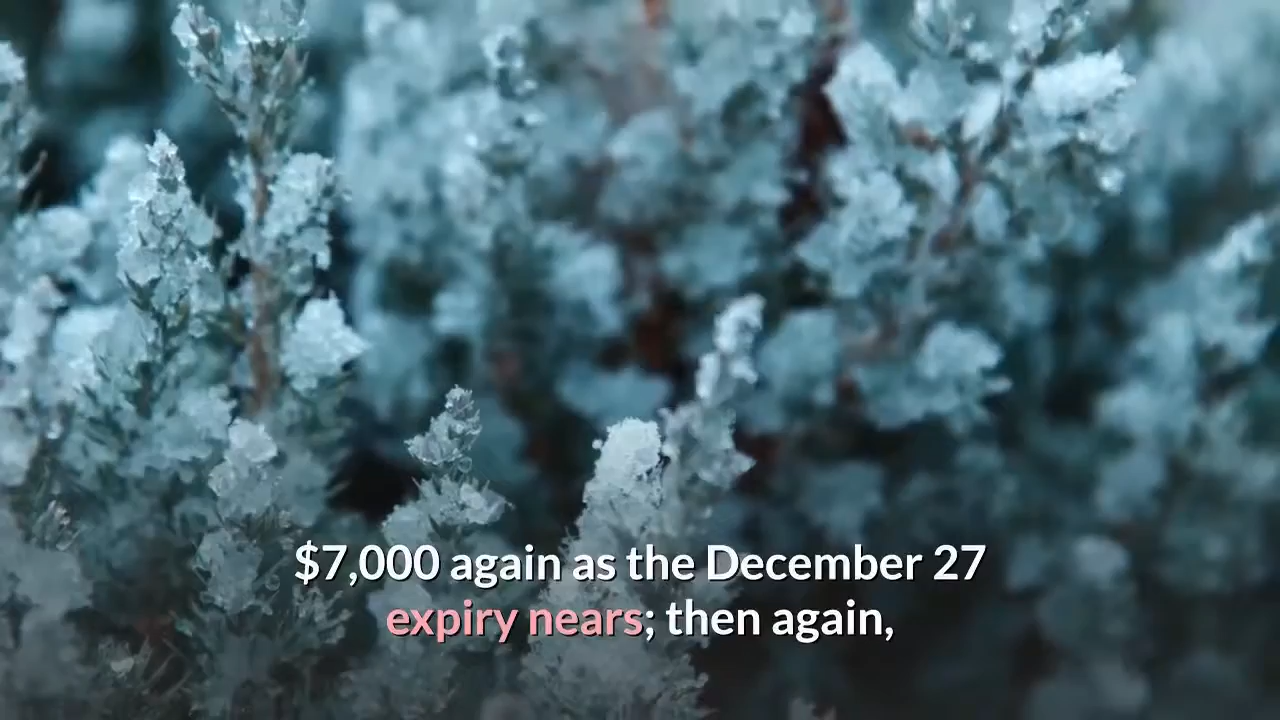 $7,000 again as the December 27
expiry nears; then again,